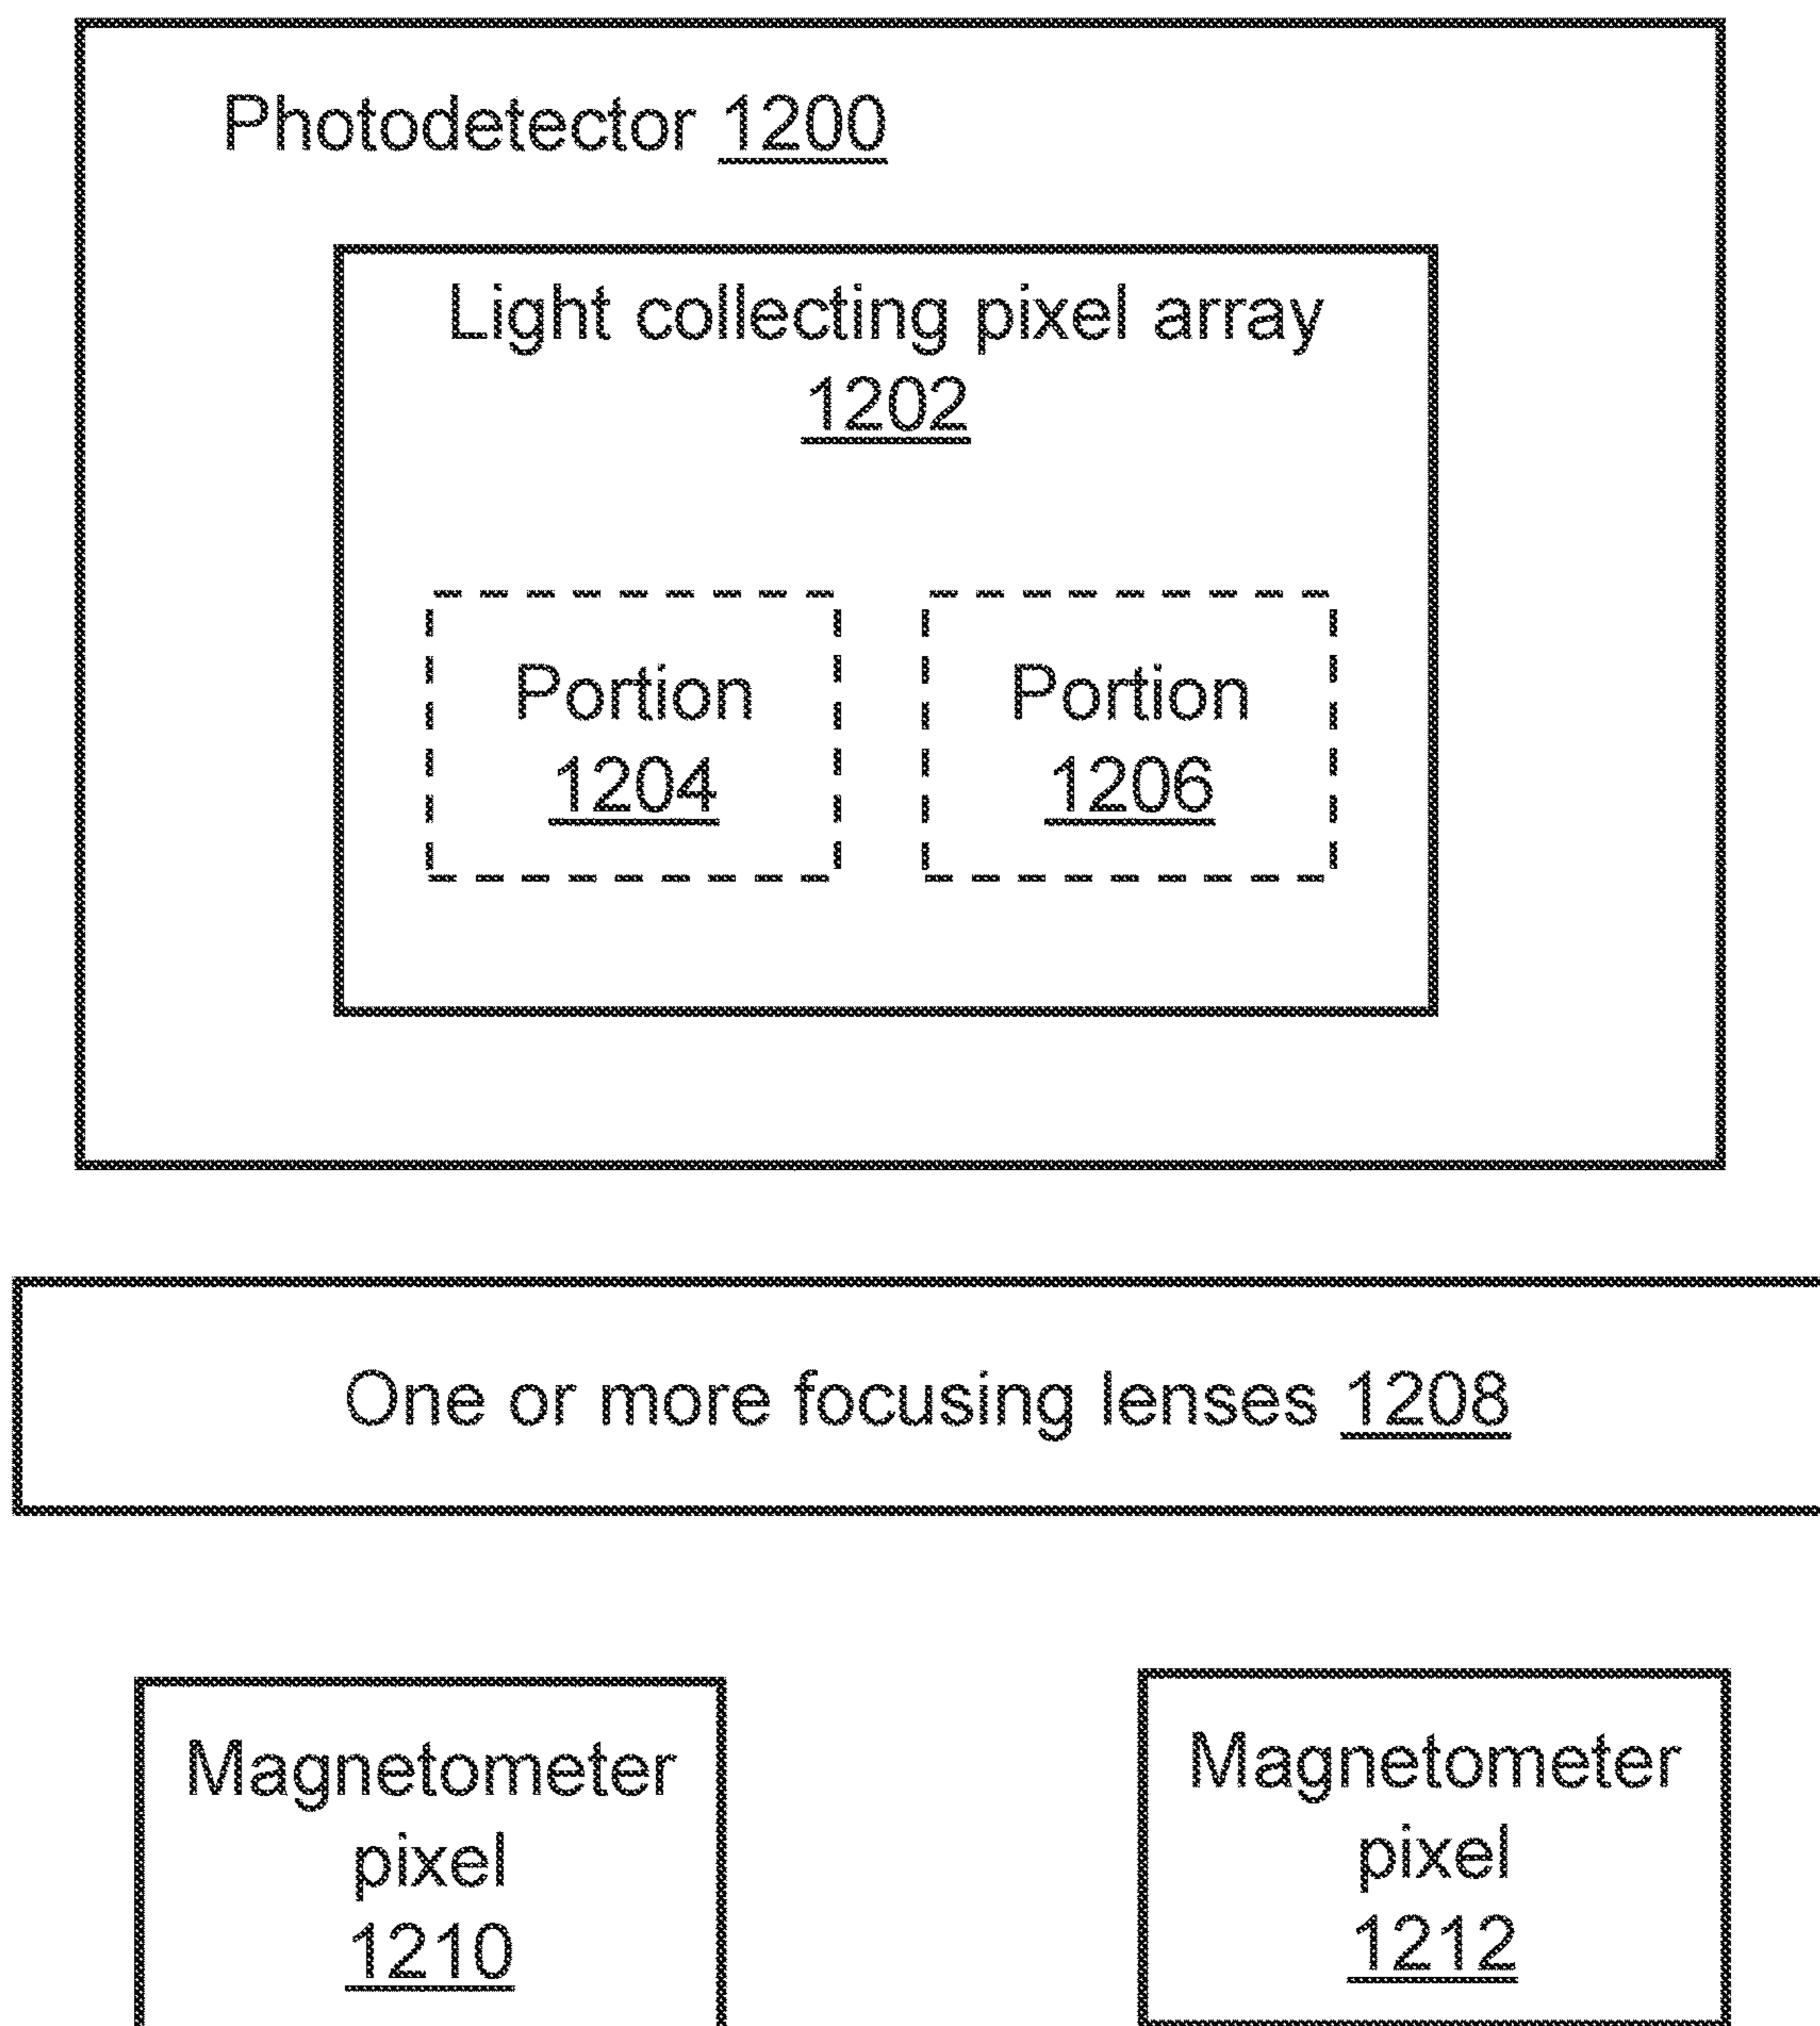 Photodetector 1200
Light collecting pixel array
1202
Portion
1204
Portion
1206
One or more focusing lenses 1208
Magnetometer
pixel
1210
Magnetometer
pixel
1212